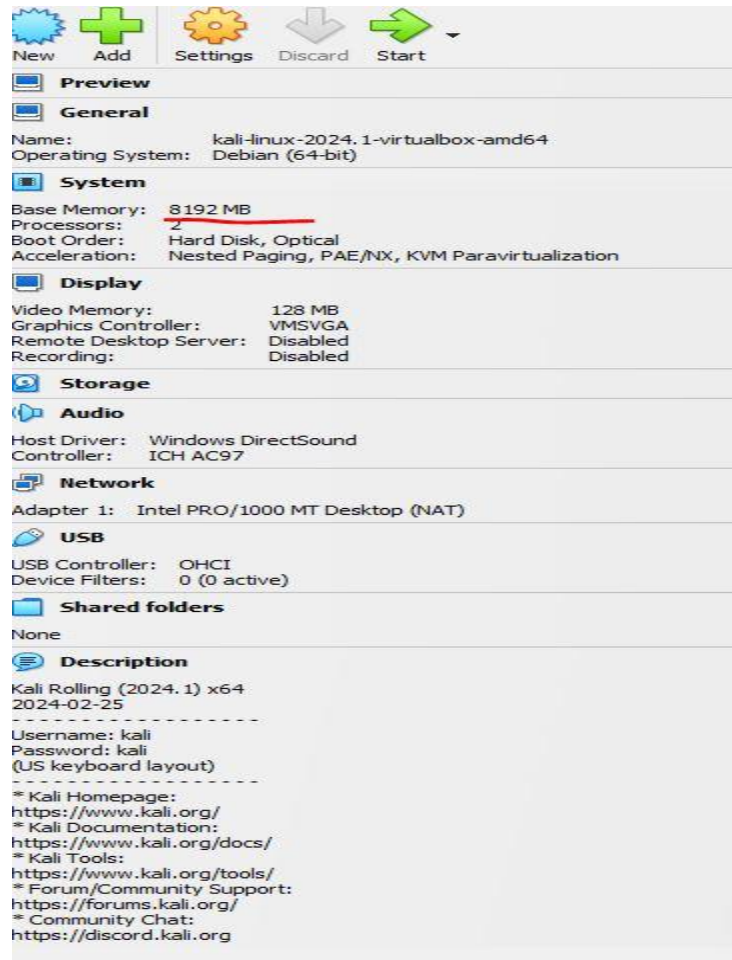 New Add Settings Discard Start
Preview
General
Name: kali-linux-2024.1-virtualbox-amd64
Operating System: Debian (64-bit)
System
Base Memory: 8192 MB
Processors: 2
Boot Order: Hard Disk, Optical
Acceleration: Nested Paging, PAE/NX, KVM Paravirtualization
Display
Video Memory: 128 MB
Graphics Controller: VMSVGA
Remote Desktop Server: Disabled
Recording: Disabled
Storage
Audio
Host Driver: Windows DirectSound
Controller: ICH AC97
Network
Adapter 1: Intel PRO/1000 MT Desktop (NAT)
USB
USB Controller: OHCI
Device Filters: 0 (0 active)
Shared folders
None
Description
Kali Rolling (2024.1) x64
2024-02-25
- - - - - - - - - - - - - - - - - - -
Username: kali
Password: kali
(US keyboard layout)
- - - - - - - - - - - - - - - - - - -
* Kali Homepage:
https://www.kali.org/
* Kali Documentation:
https://www.kali.org/docs/
* Kali Tools:
https://www.kali.org/tools/
* Forum/Community Support:
https://forums.kali.org/
* Community Chat:
https://discord.kali.org